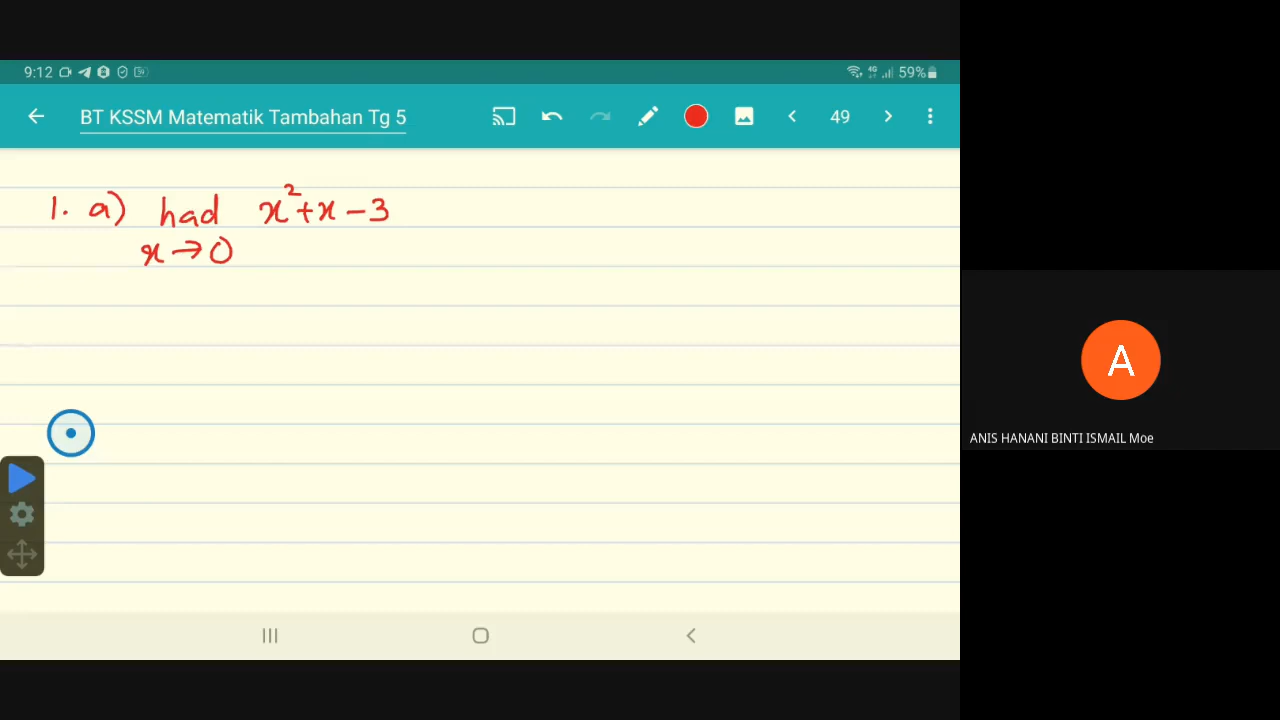 9:12 59%
BT KSSM Matematik Tambahan Tg 5 49
1. a) had x²+x-3
x→0
A
ANIS HANANI BINTI ISMAIL Moe